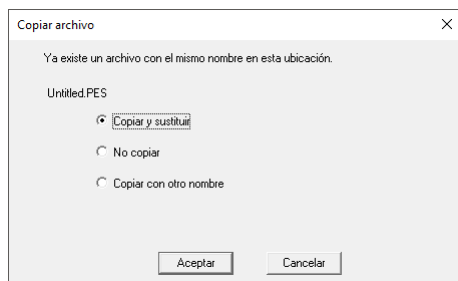 Copiar archivo
Ya existe un archivo con el mismo nombre en esta ubicación.
Untitled.PES
Copiar y sustituir
No copiar
Copiar con otro nombre
Aceptar Cancelar